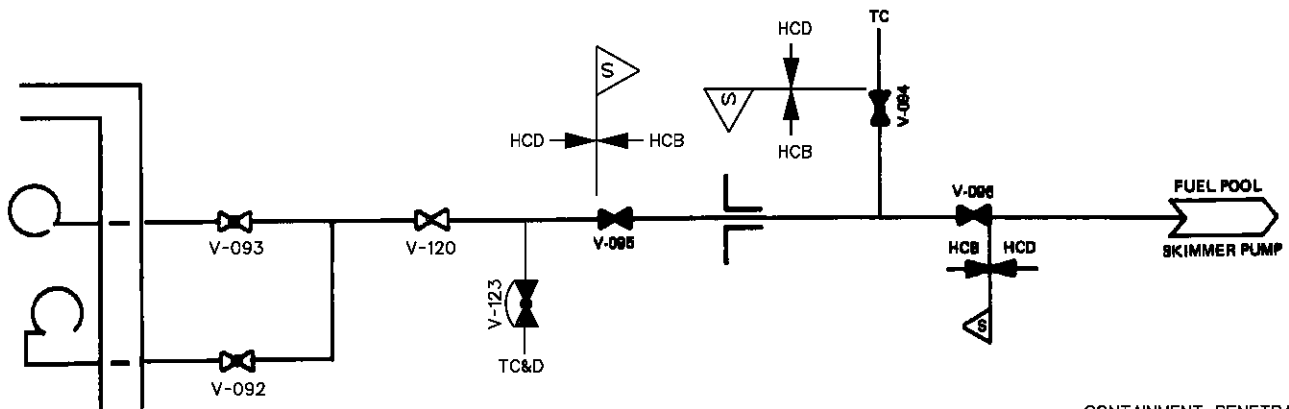 TC
HCD
S
S
V-094
HCD
HCB
HCB
V-093
V-120
V-095
V-096
FUEL POOL
SKIMMER PUMP
HCB
HCD
V-123
S
TC&D
V-092